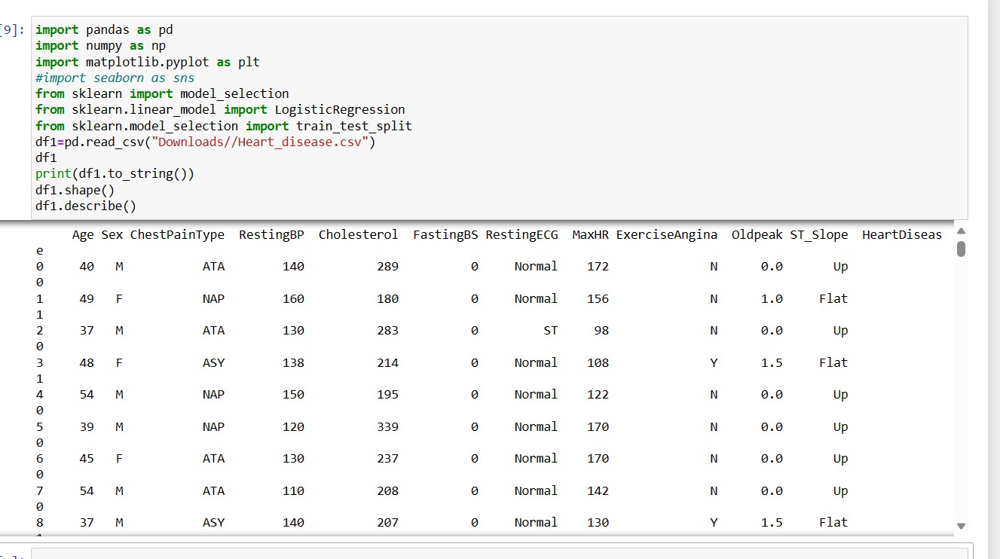 [9]:
import pandas as pd
import numpy as np
import matplotlib.pyplot as plt
#import seaborn as sns
from sklearn import model_selection
from sklearn.linear_model import LogisticRegression
from sklearn.model_selection import train_test_split
df1=pd.read_csv("Downloads//Heart_disease.csv")
df1
print(df1.to_string())
df1.shape()
df1.describe()
Age Sex ChestPainType RestingBP Cholesterol FastingBS RestingECG MaxHR ExerciseAngina Oldpeak ST_Slope HeartDiseas
e
0 40 M ATA 140 289 0 Normal 172 N 0.0 Up
0
1 49 F NAP 160 180 0 Normal 156 N 1.0 Flat
1
2 37 M ATA 130 283 0 ST 98 N 0.0 Up
0
3 48 F ASY 138 214 0 Normal 108 Y 1.5 Flat
1
4 54 M NAP 150 195 0 Normal 122 N 0.0 Up
0
5 39 M NAP 120 339 0 Normal 170 N 0.0 Up
0
6 45 F ATA 130 237 0 Normal 170 N 0.0 Up
0
7 54 M ATA 110 208 0 Normal 142 N 0.0 Up
0
8 37 M ASY 140 207 0 Normal 130 Y 1.5 Flat